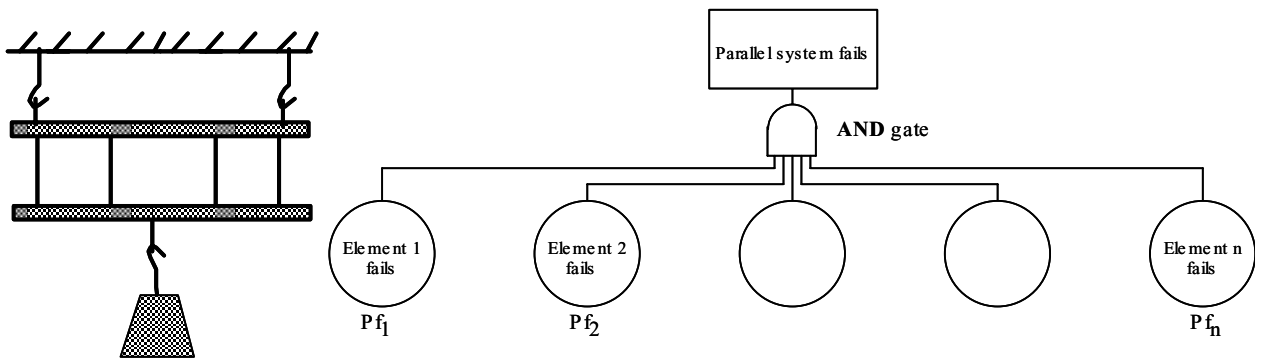 Parallel system fails
AND gate
Element 1
fails
Element 2
fails
Element n
fails
Pf1
Pf2
Pfn